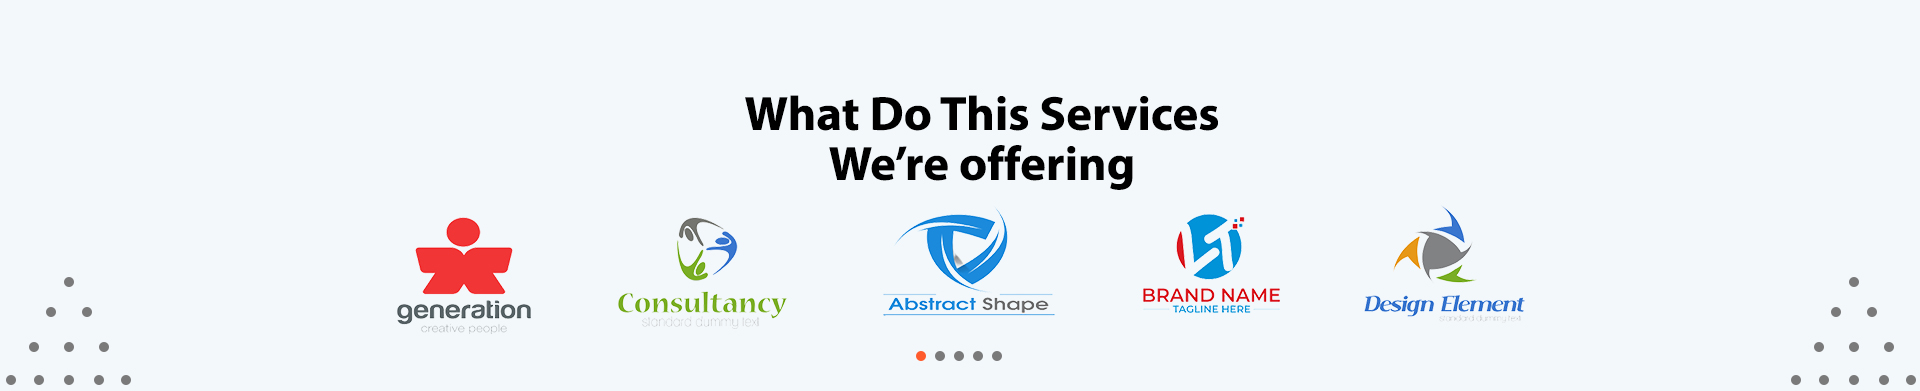 What Do This Services
We’re offering
generation
creative people
Consultancy
standard dummy text
Abstract Shape
LT
BRAND NAME
TAGLINE HERE
Design Element
standard dummy text